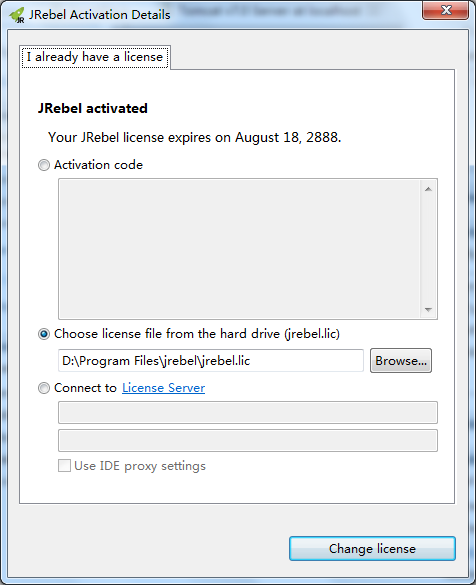 JRebel Activation Details
I already have a license
JRebel activated
Your JRebel license expires on August 18, 2888.
Activation code
Choose license file from the hard drive (jrebel.lic)
D:\Program Files\jrebel\jrebel.lic
Browse...
Connect to License Server
Use IDE proxy settings
Change license